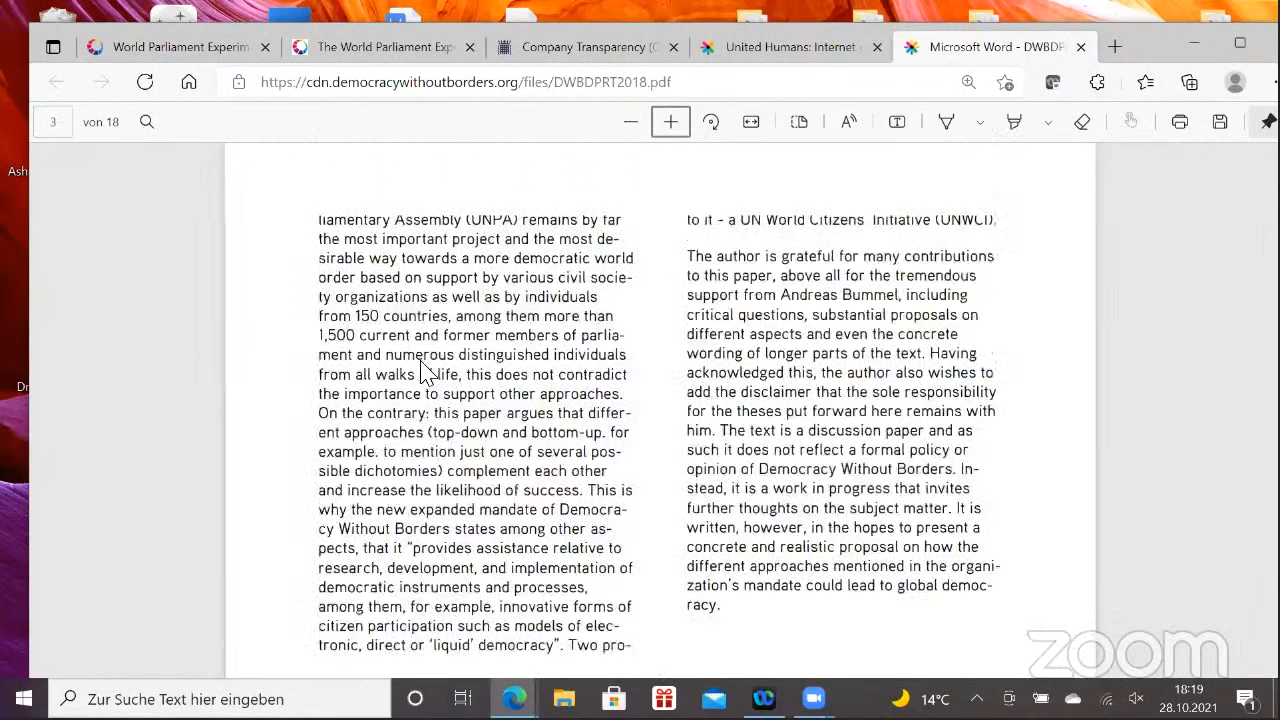 World Parliament Experim
The World Parliament Exp
Company Transparency (C
United Humans: Internet
Microsoft Word - DWBDP
https://cdn.democracywithoutborders.org/files/DWBDPRT2018.pdf
3 von 18
liamentary Assembly (UNPA) remains by far
the most important project and the most de-
sirable way towards a more democratic world
order based on support by various civil socie-
ty organizations as well as by individuals
from 150 countries, among them more than
1,500 current and former members of parlia-
ment and numerous distinguished individuals
from all walks life, this does not contradict
the importance to support other approaches.
On the contrary: this paper argues that differ-
ent approaches (top-down and bottom-up. for
example. to mention just one of several pos-
sible dichotomies) complement each other
and increase the likelihood of success. This is
why the new expanded mandate of Democra-
cy Without Borders states among other as-
pects, that it “provides assistance relative to
research, development, and implementation of
democratic instruments and processes,
among them, for example, innovative forms of
citizen participation such as models of elec-
tronic, direct or ‘liquid’ democracy”. Two pro-
to it - a UN World Citizens' Initiative (UNWCI),
The author is grateful for many contributions
to this paper, above all for the tremendous
support from Andreas Bummel, including
critical questions, substantial proposals on
different aspects and even the concrete
wording of longer parts of the text. Having
acknowledged this, the author also wishes to
add the disclaimer that the sole responsibility
for the theses put forward here remains with
him. The text is a discussion paper and as
such it does not reflect a formal policy or
opinion of Democracy Without Borders. In-
stead, it is a work in progress that invites
further thoughts on the subject matter. It is
written, however, in the hopes to present a
concrete and realistic proposal on how the
different approaches mentioned in the organi-
zation’s mandate could lead to global democ-
racy.
Ash
Dr
zoom
Zur Suche Text hier eingeben
14°C
18:19
28.10.2021
1